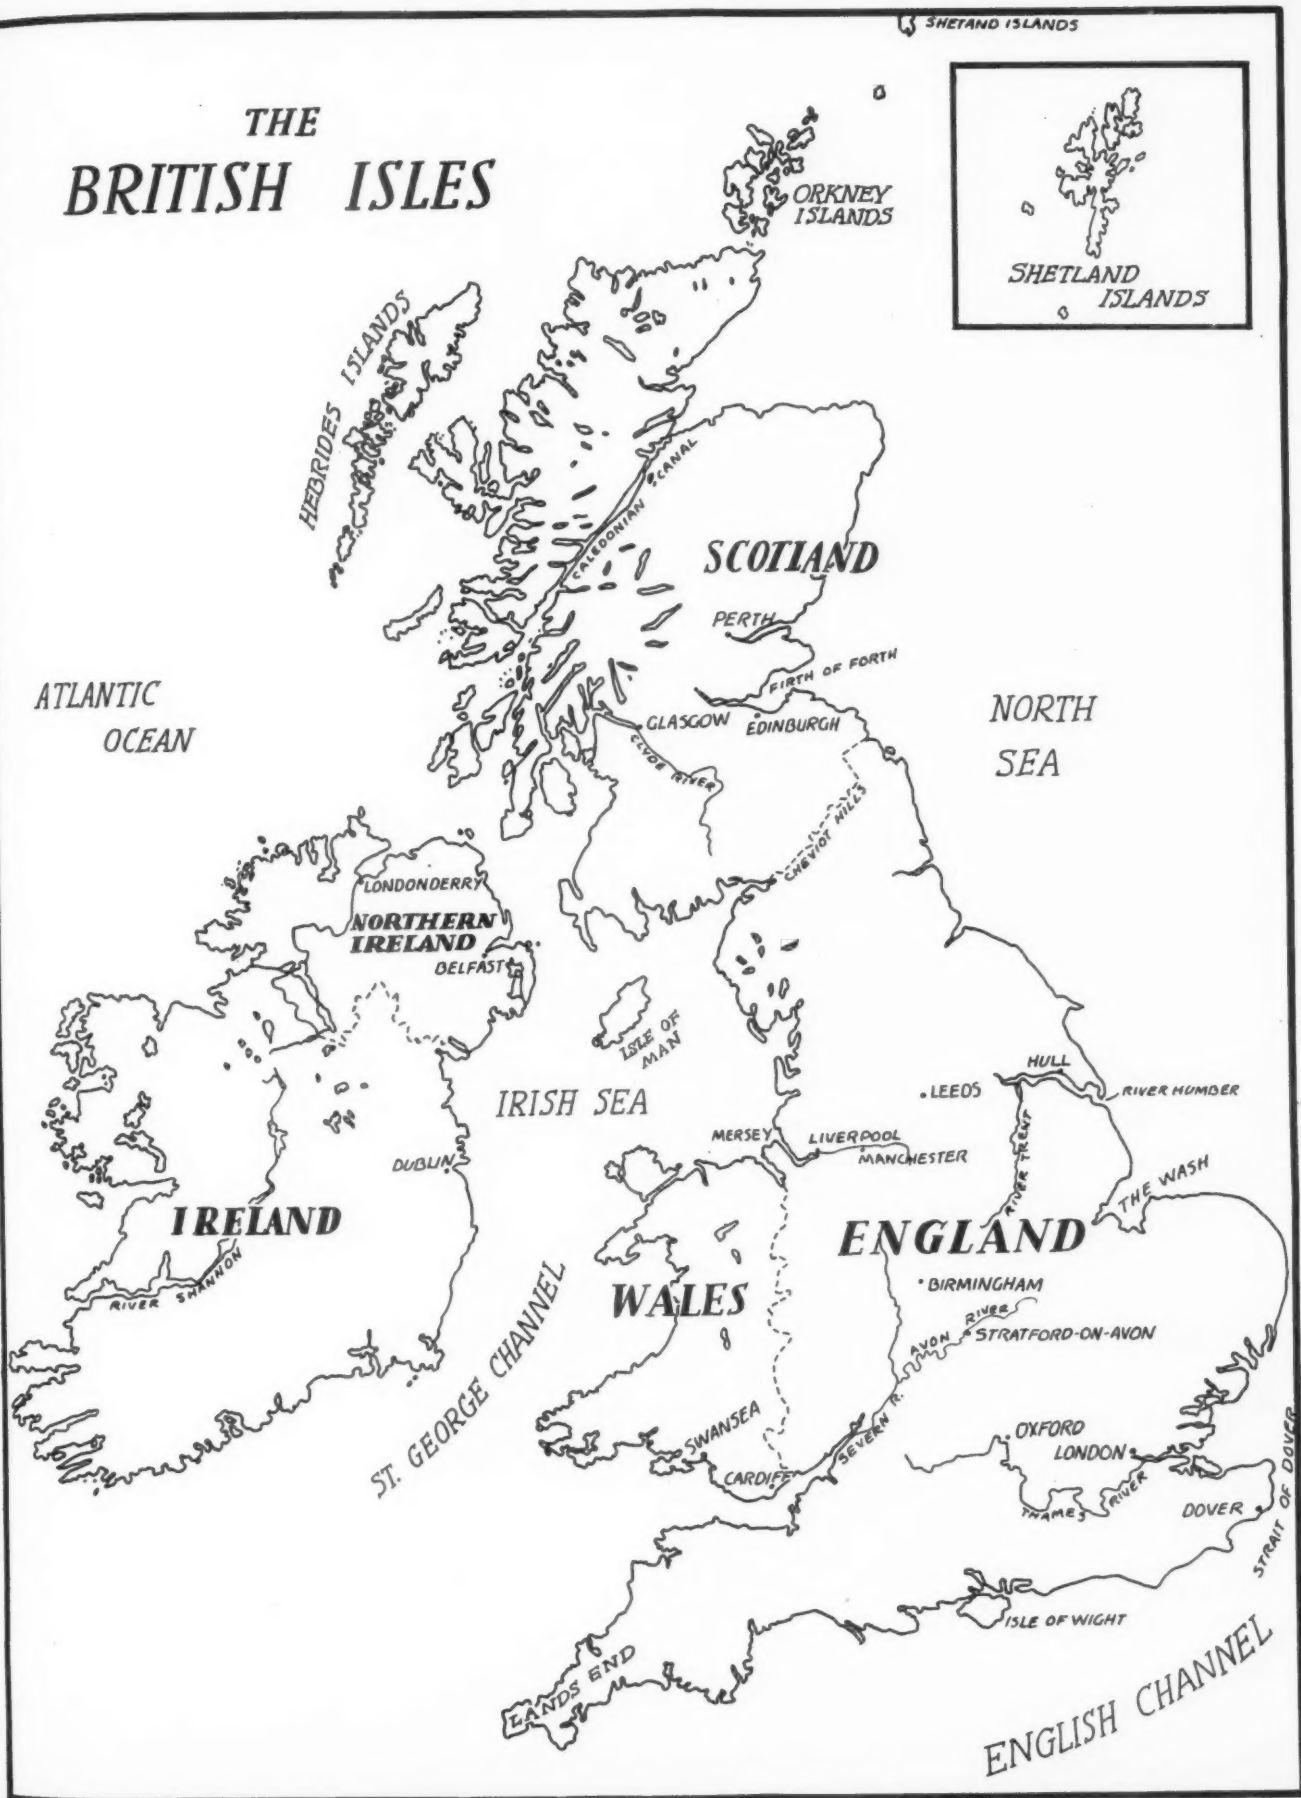 SHETAND ISLANDS
THE
BRITISH ISLES
ORKNEY
ISLANDS
SHETLAND
ISLANDS
HEBRIDES ISLANDS
CALEDONIAN CANAL
SCOTLAND
PERTH
FIRTH OF FORTH
ATLANTIC
OCEAN
NORTH
SEA
GLASGOW
EDINBURGH
CLYDE RIVER
CHEVIOT HILLS
LONDONDERRY
NORTHERN
IRELAND
BELFAST
ISLE OF
MAN
IRISH SEA
HULL
LEEDS
RIVER HUMBER
MERSEY
LIVERPOOL
MANCHESTER
RIVER TRENT
DUBLIN
THE WASH
IRELAND
ENGLAND
RIVER SHANNON
WALES
BIRMINGHAM
AVON RIVER
STRATFORD-ON-AVON
ST. GEORGE CHANNEL
SWANSEA
SEVERN R.
CARDIFF
OXFORD
LONDON
THAMES RIVER
DOVER
STRAIT OF DOVER
ISLE OF WIGHT
LANDS END
ENGLISH CHANNEL